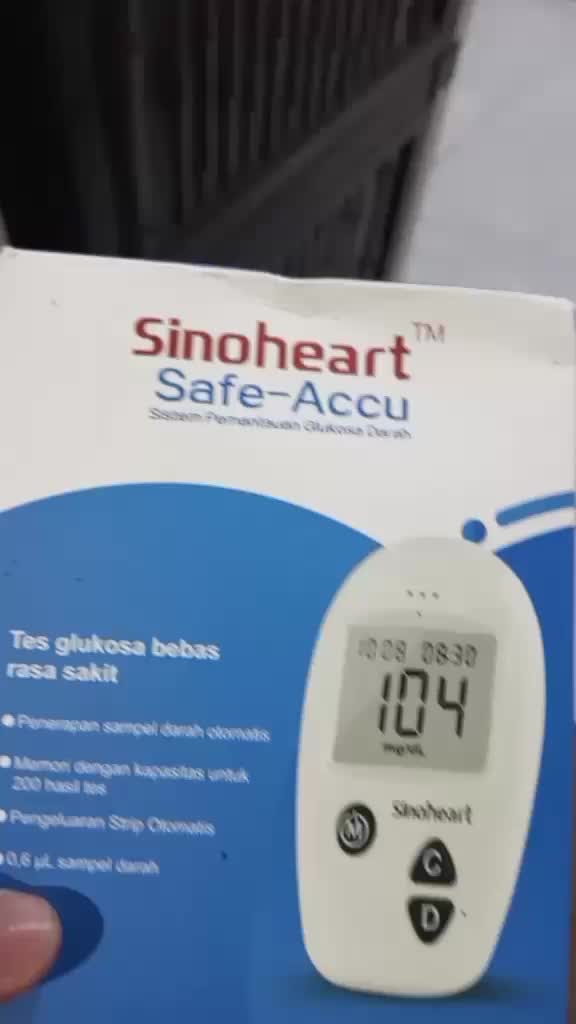 Sinoheart™
Safe-Accu
Sistem Pemantauan Glukosa Darah
Tes glukosa bebas
rasa sakit
Penerapan sampel darah otomatis
Memori dengan kapasitas untuk
200 hasil tes
Pengeluaran Strip Otomatis
0,6 µL sampel darah
10 08 08:30
104
mg/dL
Sinoheart
M
C
D